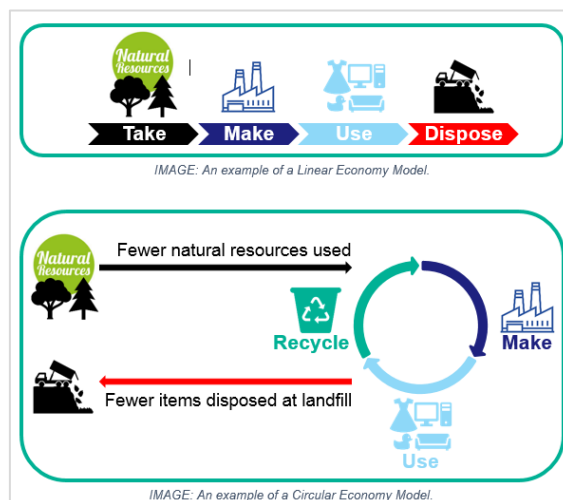 Natural
Resources
Take
Make
Use
Dispose
IMAGE: An example of a Linear Economy Model.
Fewer natural resources used
Natural
Resources
Recycle
Make
Fewer items disposed at landfill
Use
IMAGE: An example of a Circular Economy Model.